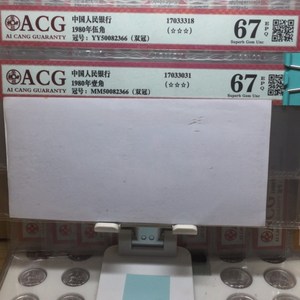 ACG
AI CANG GUARANTY
中国人民银行
1980年伍角
冠号：YY50082366（双冠）
17033318
(☆☆☆)
67 EPQ
Superb Gem Unc
ACG
AI CANG GUARANTY
中国人民银行
1980年壹角
冠号：MM50082366（双冠）
17033031
(☆☆☆)
67 EPQ
Superb Gem Unc